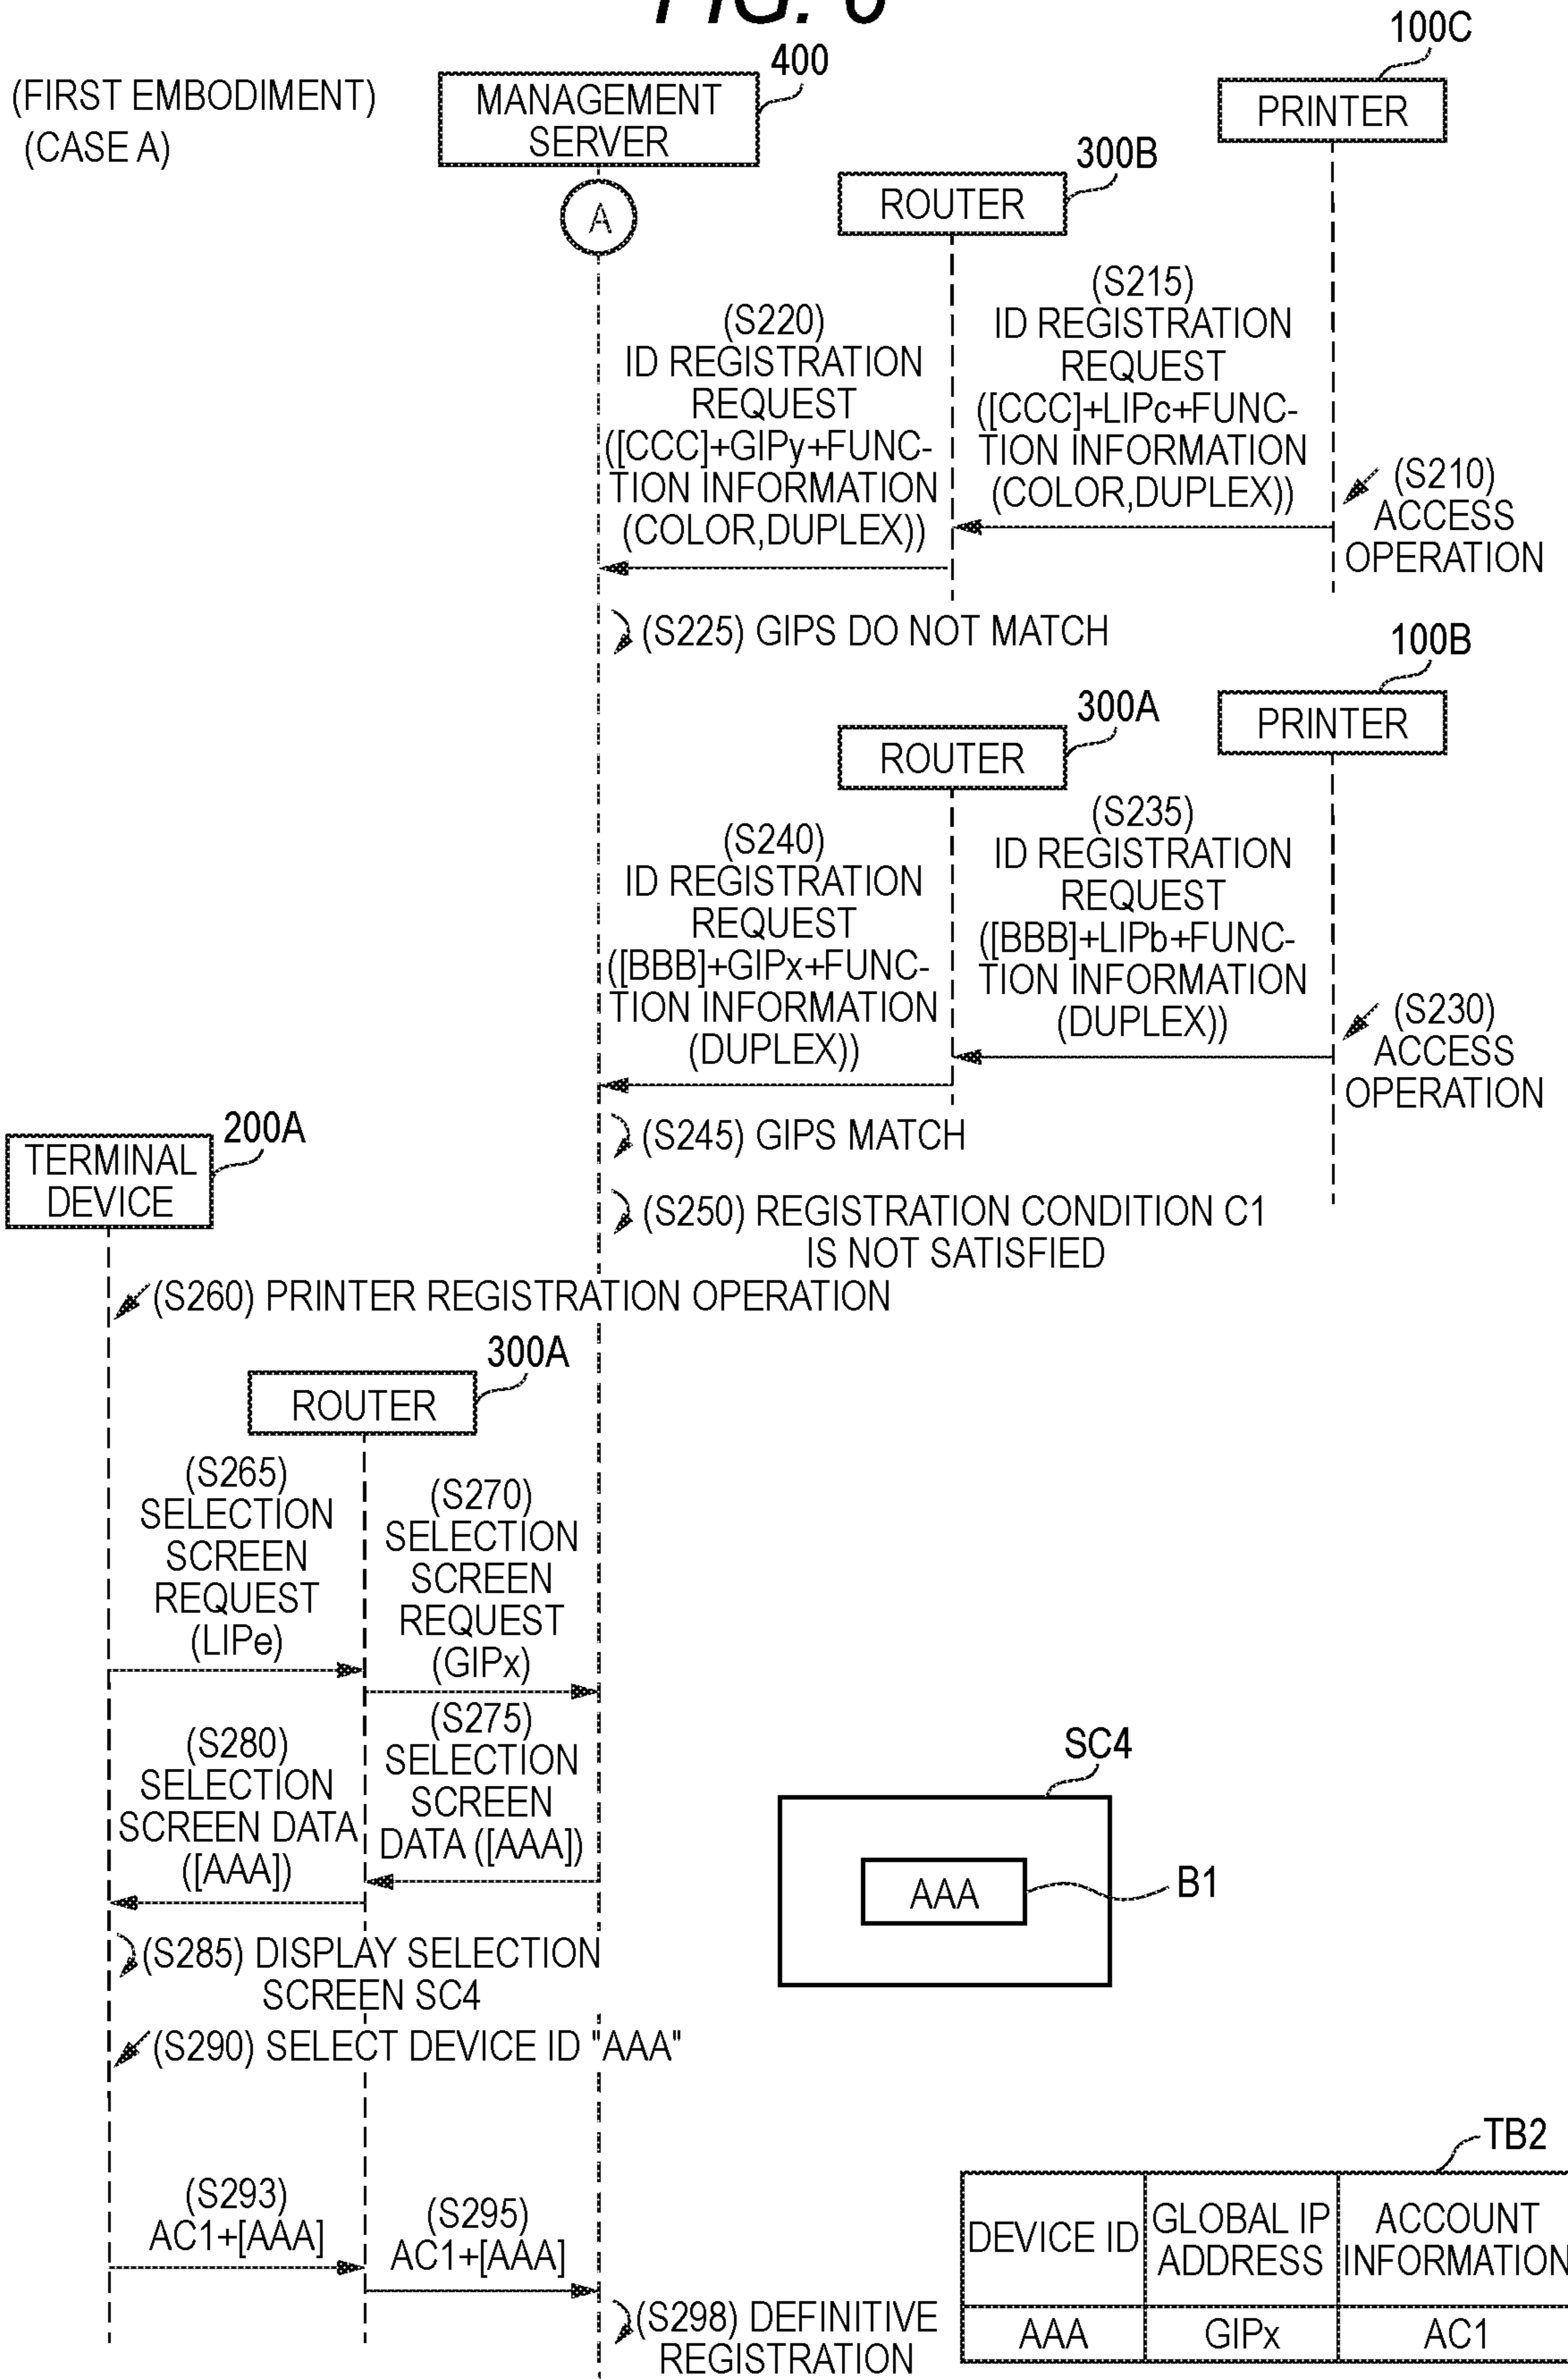 FIG. 6
(FIRST EMBODIMENT)
(CASE A)
400
MANAGEMENT
SERVER
A
100C
PRINTER
300B
ROUTER
(S215)
ID REGISTRATION
REQUEST
([CCC]+LIPc+FUNC-
TION INFORMATION
(COLOR,DUPLEX))
(S220)
ID REGISTRATION
REQUEST
([CCC]+GIPy+FUNC-
TION INFORMATION
(COLOR,DUPLEX))
(S210)
ACCESS
OPERATION
(S225) GIPS DO NOT MATCH
100B
PRINTER
300A
ROUTER
(S235)
ID REGISTRATION
REQUEST
([BBB]+LIPb+FUNC-
TION INFORMATION
(DUPLEX))
(S240)
ID REGISTRATION
REQUEST
([BBB]+GIPx+FUNC-
TION INFORMATION
(DUPLEX))
(S230)
ACCESS
OPERATION
200A
TERMINAL
DEVICE
(S245) GIPS MATCH
(S250) REGISTRATION CONDITION C1
IS NOT SATISFIED
(S260) PRINTER REGISTRATION OPERATION
300A
ROUTER
(S265)
SELECTION
SCREEN
REQUEST
(LIPe)
(S270)
SELECTION
SCREEN
REQUEST
(GIPx)
(S275)
SELECTION
SCREEN
DATA ([AAA])
(S280)
SELECTION
SCREEN DATA
([AAA])
SC4
AAA
B1
(S285) DISPLAY SELECTION
SCREEN SC4
(S290) SELECT DEVICE ID "AAA"
(S293)
AC1+[AAA]
(S295)
AC1+[AAA]
(S298) DEFINITIVE
REGISTRATION
TB2
DEVICE ID
GLOBAL IP
ADDRESS
ACCOUNT
INFORMATION
AAA
GIPx
AC1